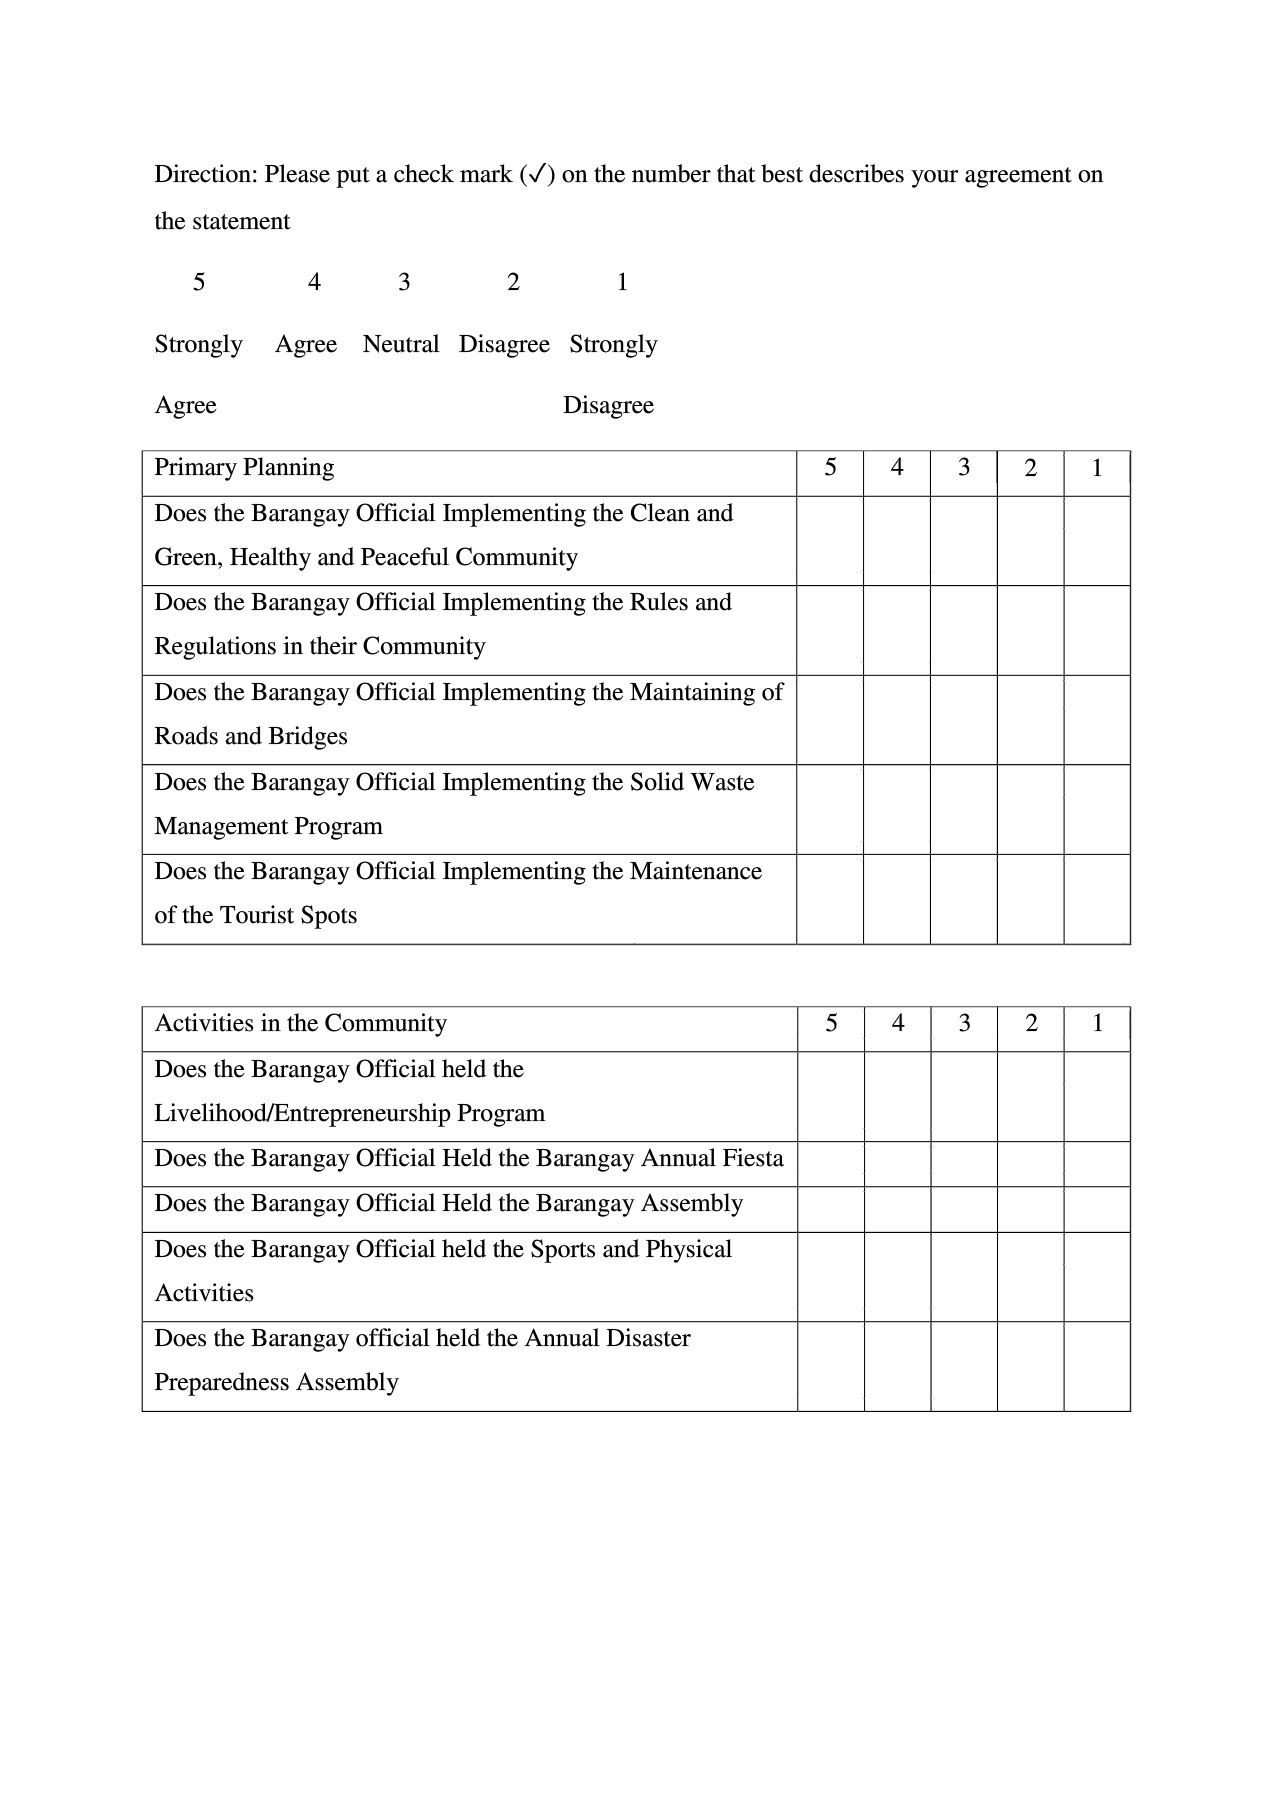 Direction: Please put a check mark (✓) on the number that best describes your agreement on
the statement
5 4 3 2 1
Strongly Agree Neutral Disagree Strongly
Agree Disagree
Primary Planning 5 4 3 2 1
Does the Barangay Official Implementing the Clean and
Green, Healthy and Peaceful Community
Does the Barangay Official Implementing the Rules and
Regulations in their Community
Does the Barangay Official Implementing the Maintaining of
Roads and Bridges
Does the Barangay Official Implementing the Solid Waste
Management Program
Does the Barangay Official Implementing the Maintenance
of the Tourist Spots
Activities in the Community 5 4 3 2 1
Does the Barangay Official held the
Livelihood/Entrepreneurship Program
Does the Barangay Official Held the Barangay Annual Fiesta
Does the Barangay Official Held the Barangay Assembly
Does the Barangay Official held the Sports and Physical
Activities
Does the Barangay official held the Annual Disaster
Preparedness Assembly